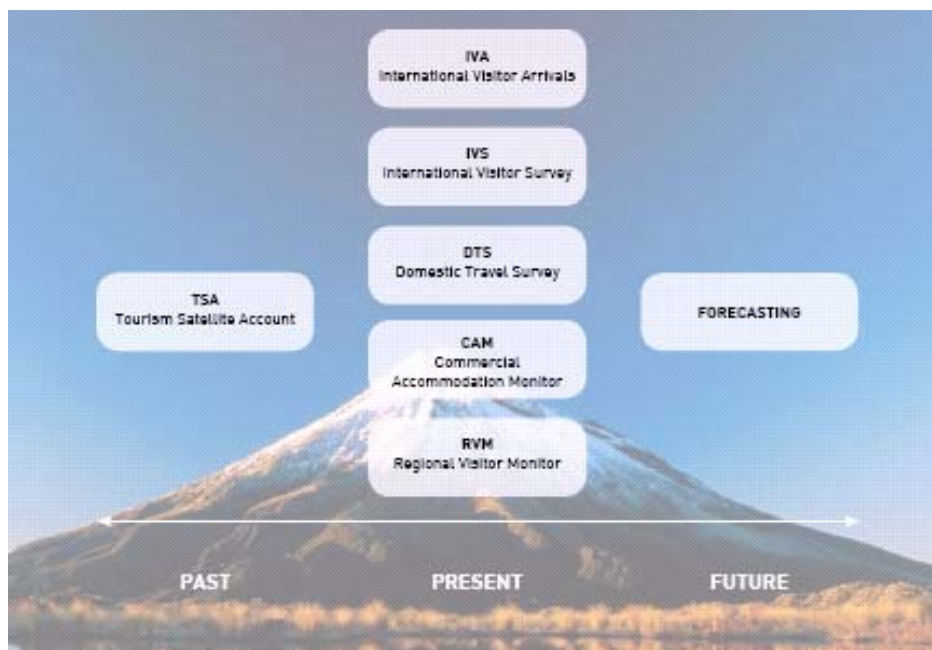 IVA
International Visitor Arrivals
IVS
International Visitor Survey
DTS
Domestic Travel Survey
TSA
Tourism Satellite Account
FORECASTING
CAM
Commercial
Accommodation Monitor
RVM
Regional Visitor Monitor
PAST
PRESENT
FUTURE